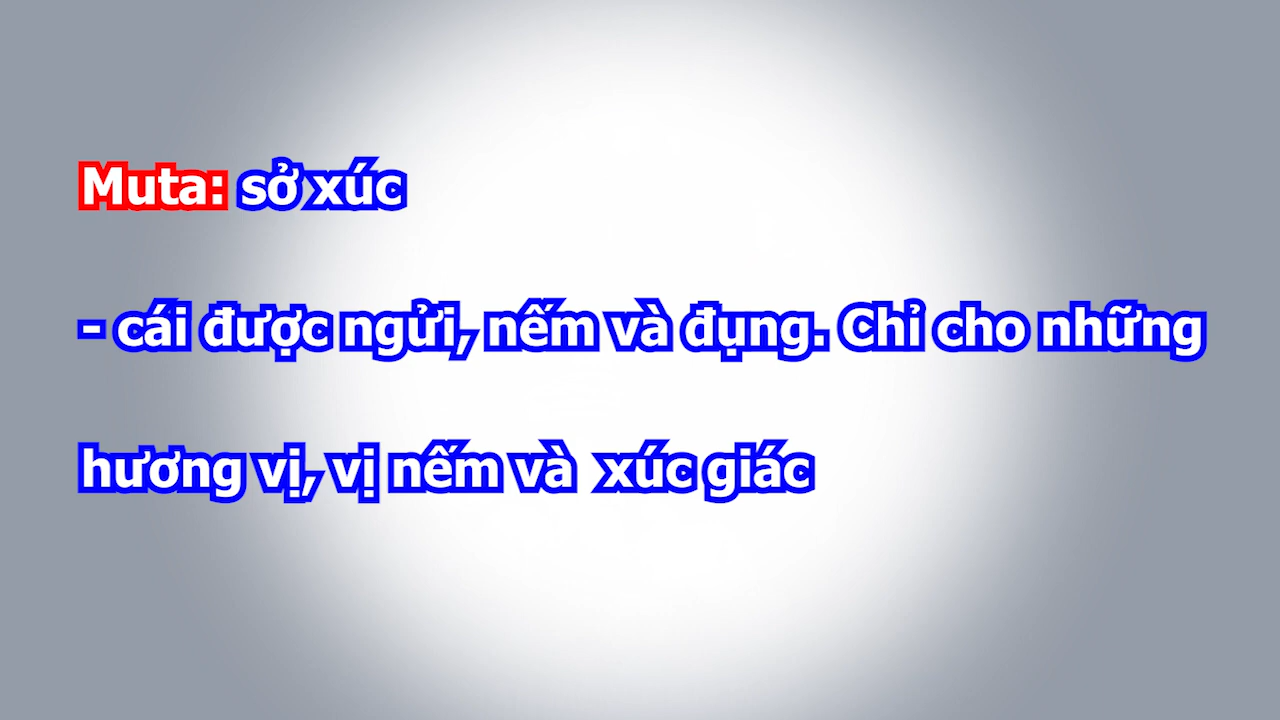 Muta: sở xúc
- cái được ngửi, nếm và đụng. Chỉ cho những
hương vị, vị nếm và xúc giác